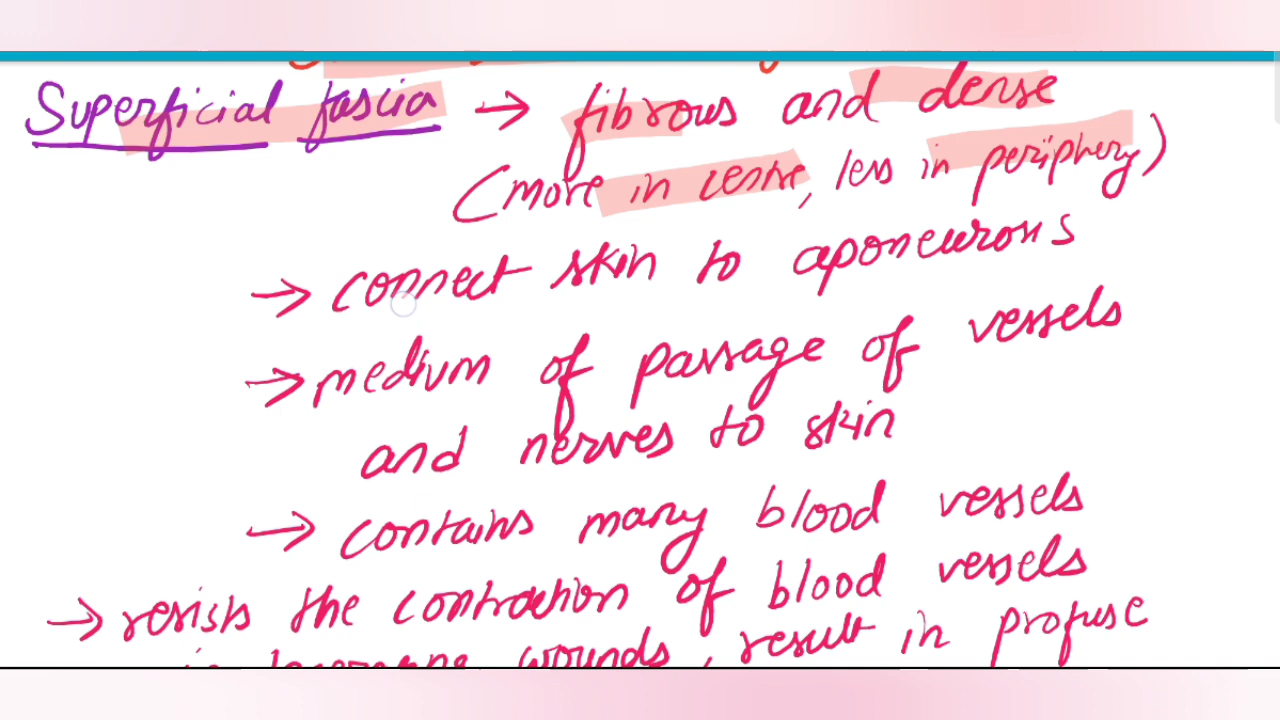 Superficial fascia → fibrous and dense
(more in centre, less in periphery)
→ connect skin to aponeurosis
→ medium of passage of vessels
and nerves to skin
→ contains many blood vessels
→ resists the contraction of blood vessels
wounds, result in profuse